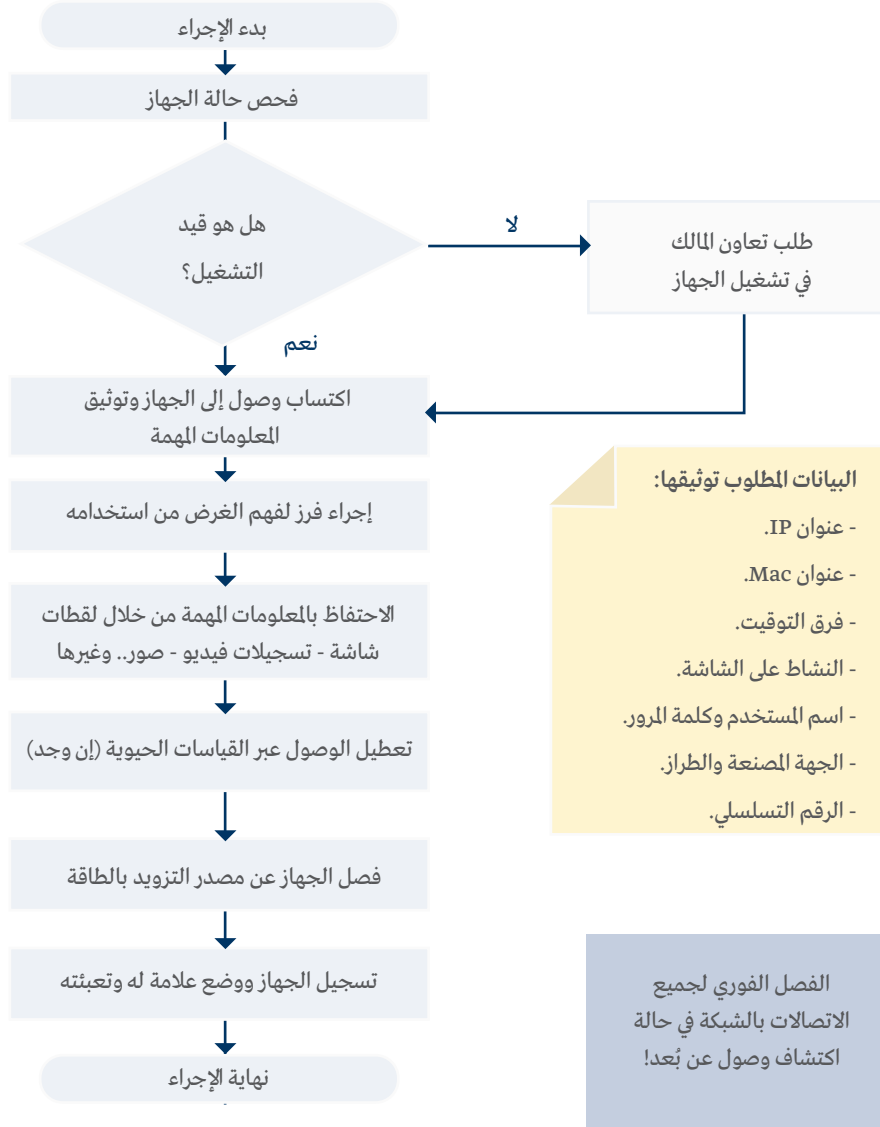 بدء الإجراء
فحص حالة الجهاز
هل هو قيد
التشغيل؟
لا
طلب تعاون المالك
في تشغيل الجهاز
نعم
اكتساب وصول إلى الجهاز وتوثيق
المعلومات المهمة
إجراء فرز لفهم الغرض من استخدامه
الاحتفاظ بالمعلومات المهمة من خلال لقطات
شاشة - تسجيلات فيديو - صور.. وغيرها
تعطيل الوصول عبر القياسات الحيوية (إن وجد)
فصل الجهاز عن مصدر التزويد بالطاقة
تسجيل الجهاز ووضع علامة له وتعبئته
نهاية الإجراء
البيانات المطلوب توثيقها:
- عنوان IP.
- عنوان Mac.
- فرق التوقيت.
- النشاط على الشاشة.
- اسم المستخدم وكلمة المرور.
- الجهة المصنعة والطراز.
- الرقم التسلسلي.
الفصل الفوري لجميع
الاتصالات بالشبكة في حالة
اكتشاف وصول عن بُعد!